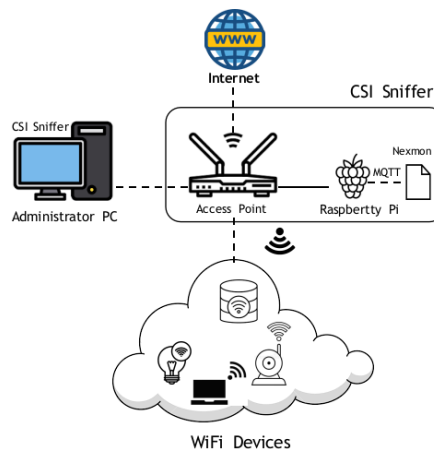 WWW
Internet
CSI Sniffer
CSI Sniffer
Nexmon
MQTT
Administrator PC
Access Point
Raspbertty Pi
WiFi Devices